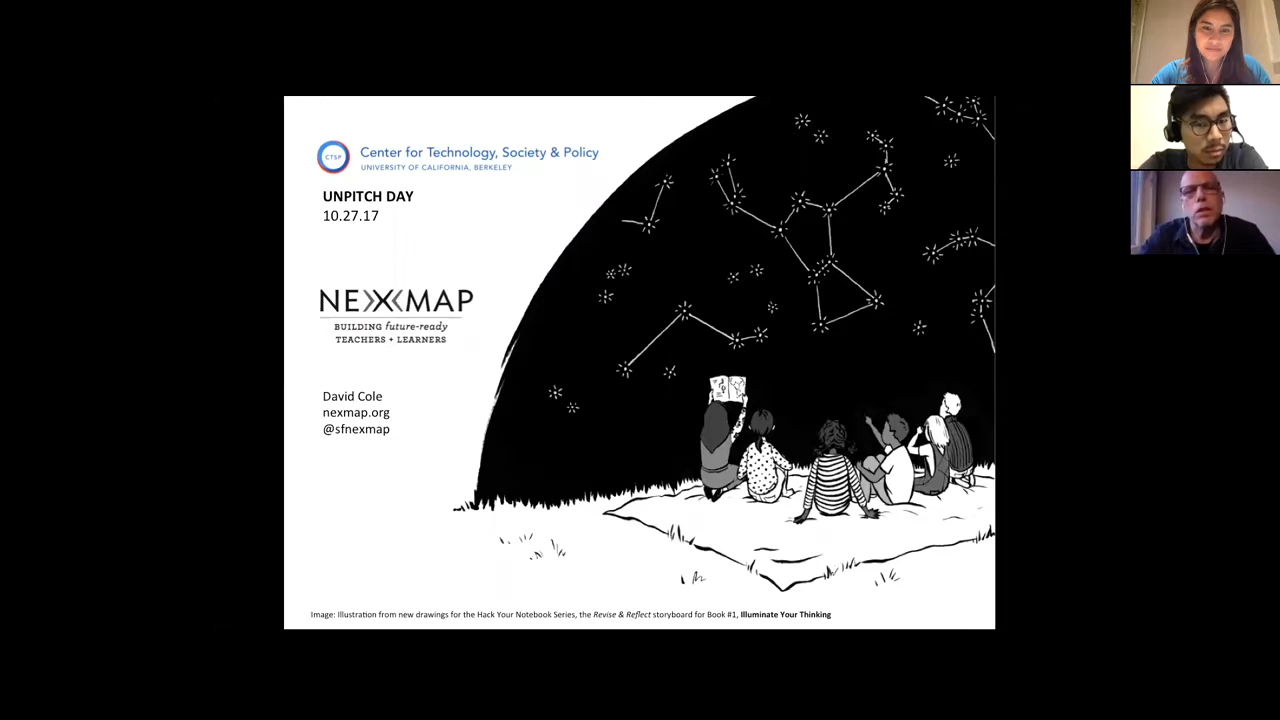 CTSP
Center for Technology, Society & Policy
UNIVERSITY OF CALIFORNIA, BERKELEY
UNPITCH DAY
10.27.17
NEXMAP
BUILDING future-ready
TEACHERS + LEARNERS
David Cole
nexmap.org
@sfnexmap
Image: Illustration from new drawings for the Hack Your Notebook Series, the Revise & Reflect storyboard for Book #1, Illuminate Your Thinking